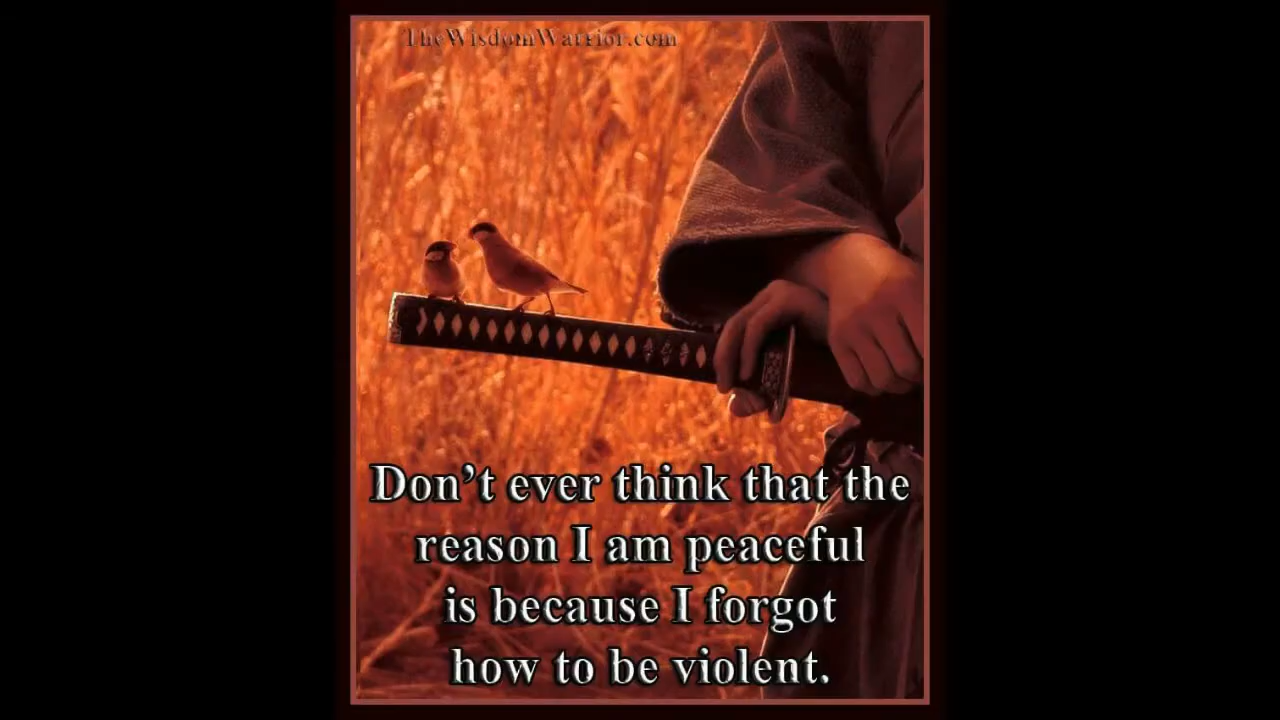 TheWisdomWarrior.com
Don’t ever think that the
reason I am peaceful
is because I forgot
how to be violent.